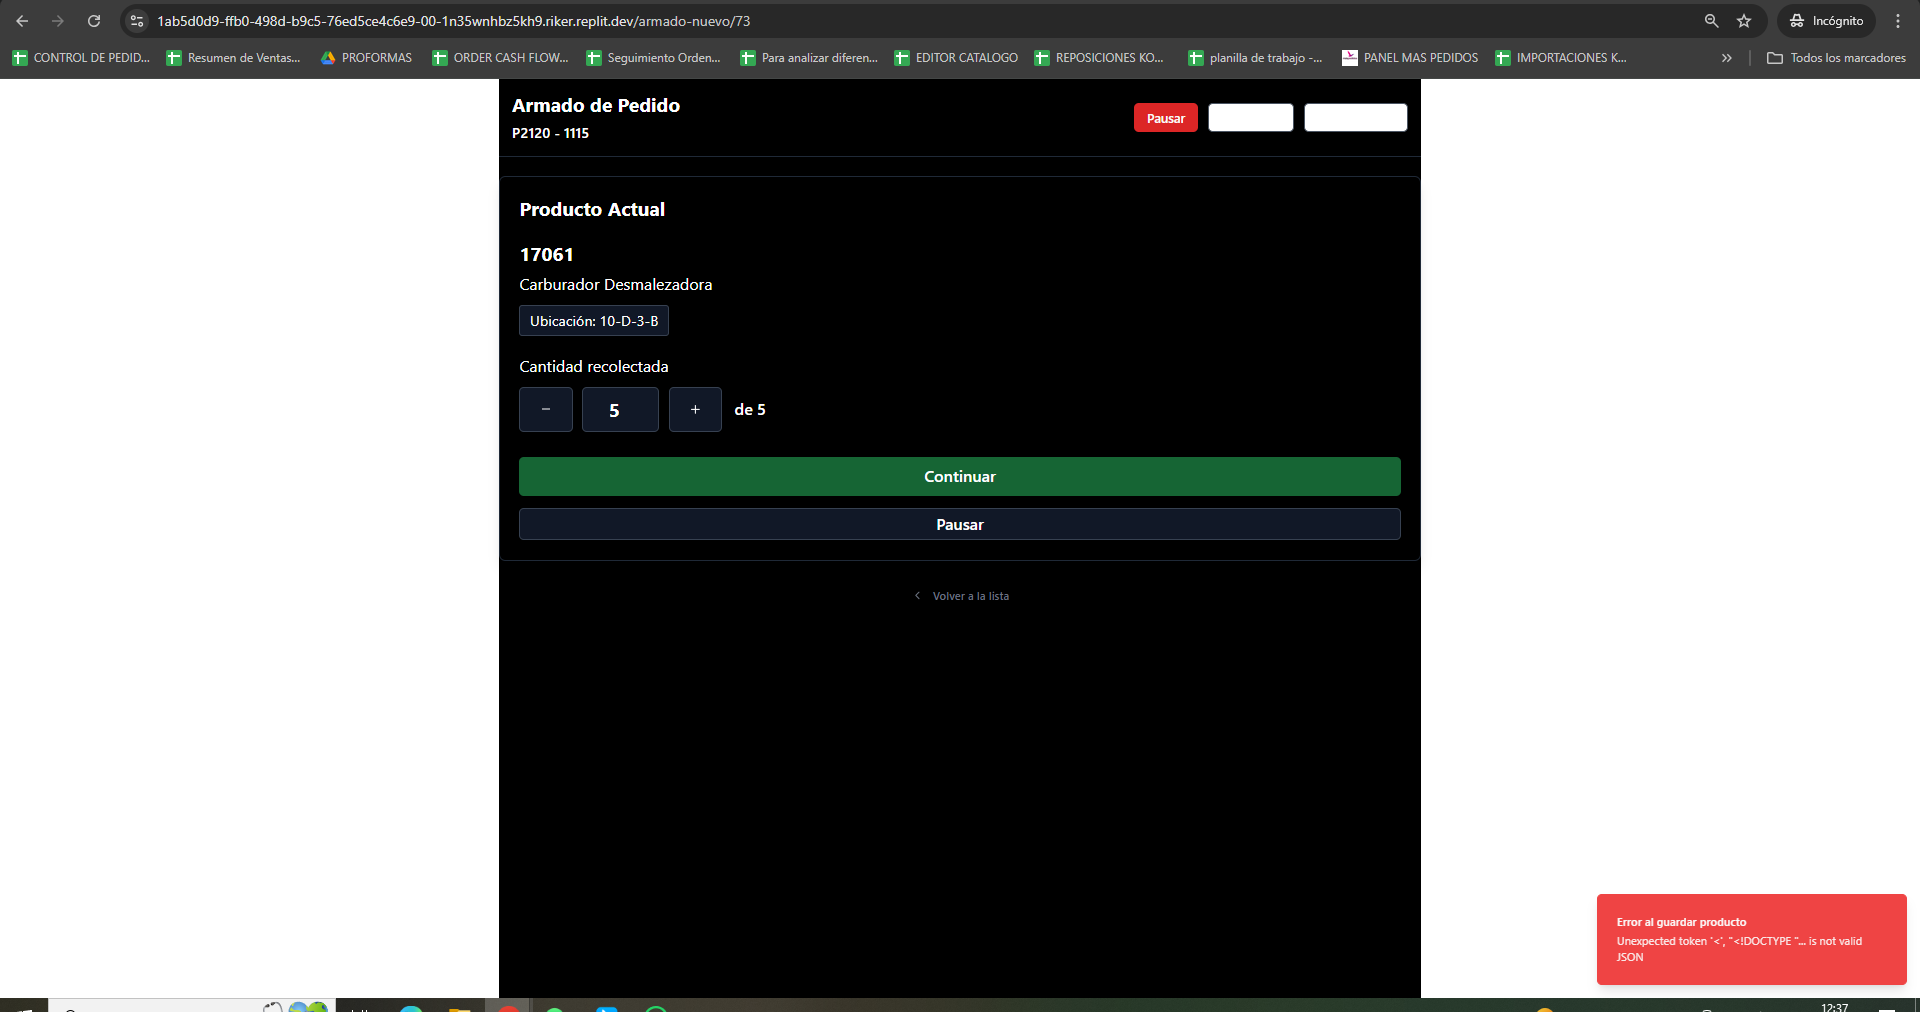 1ab5d0d9-ffb0-498d-b9c5-76ed5ce4c6e9-00-1n35wnhbz5kh9.riker.replit.dev/armado-nuevo/73
Incógnito
CONTROL DE PEDID...
Resumen de Ventas...
PROFORMAS
ORDER CASH FLOW...
Seguimiento Orden...
Para analizar diferen...
EDITOR CATALOGO
REPOSICIONES KO...
planilla de trabajo -...
PANEL MAS PEDIDOS
IMPORTACIONES K...
Todos los marcadores
Armado de Pedido
P2120 - 1115
Pausar
Producto Actual
17061
Carburador Desmalezadora
Ubicación: 10-D-3-B
Cantidad recolectada
− 5 + de 5
Continuar
Pausar
Volver a la lista
Error al guardar producto
Unexpected token '<', "<!DOCTYPE "... is not valid
JSON
12:37